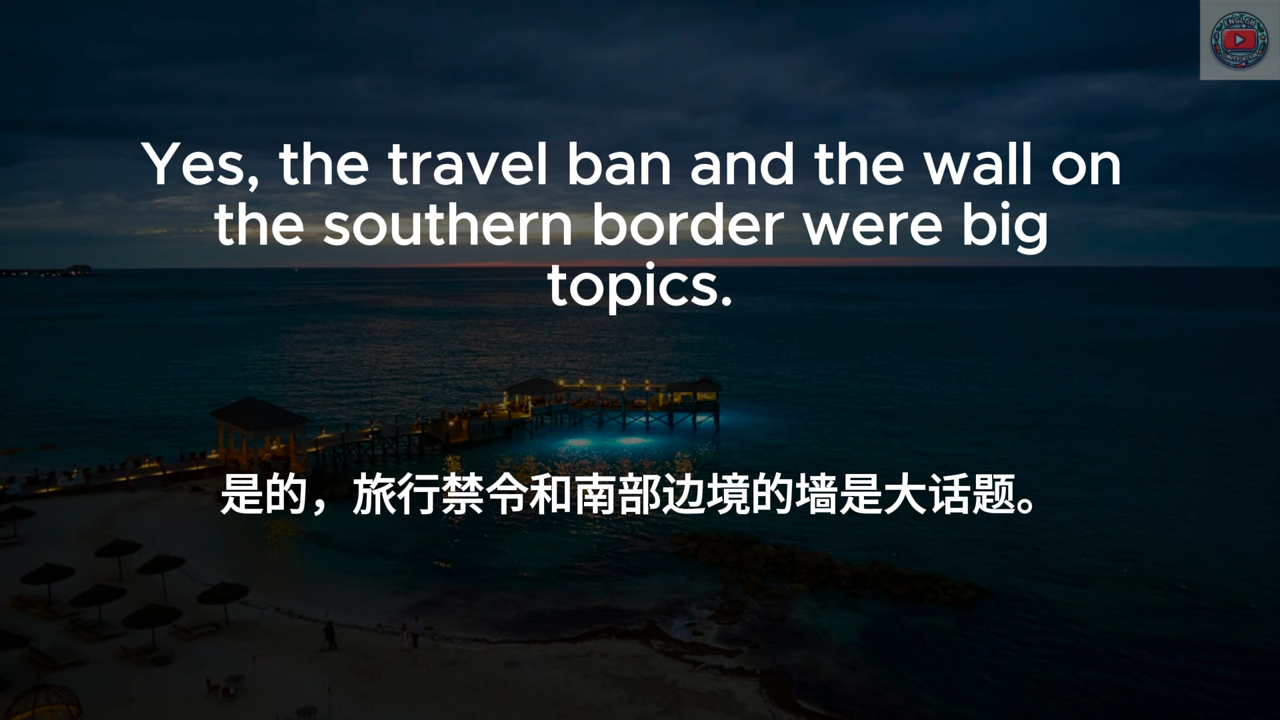 ENGLISH
Yes, the travel ban and the wall on
the southern border were big
topics.
是的，旅行禁令和南部边境的墙是大话题。